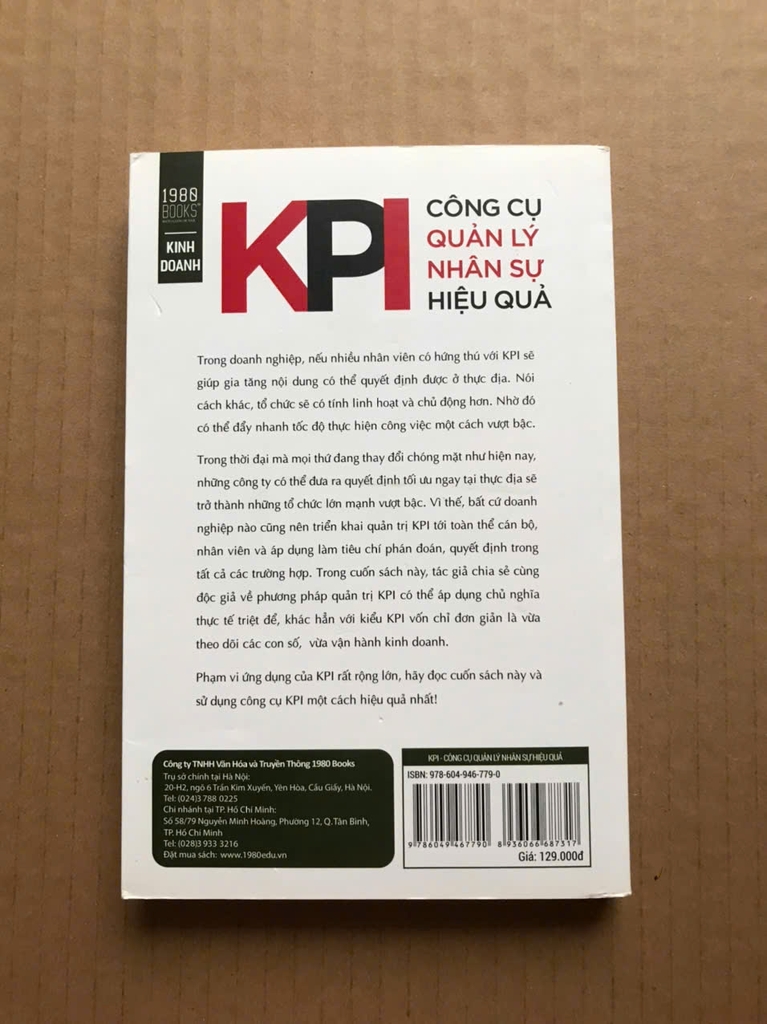 1980
BOOKS
KINH
DOANH
KPI
CÔNG CỤ
QUẢN LÝ
NHÂN SỰ
HIỆU QUẢ
Trong doanh nghiệp, nếu nhiều nhân viên có hứng thú với KPI sẽ
giúp gia tăng nội dung có thể quyết định được ở thực địa. Nói
cách khác, tổ chức sẽ có tính linh hoạt và chủ động hơn. Nhờ đó
có thể đẩy nhanh tốc độ thực hiện công việc một cách vượt bậc.
Trong thời đại mà mọi thứ đang thay đổi chóng mặt như hiện nay,
những công ty có thể đưa ra quyết định tối ưu ngay tại thực địa sẽ
trở thành những tổ chức lớn mạnh vượt bậc. Vì thế, bất cứ doanh
nghiệp nào cũng nên triển khai quản trị KPI tới toàn thể cán bộ,
nhân viên và áp dụng làm tiêu chí phán đoán, quyết định trong
tất cả các trường hợp. Trong cuốn sách này, tác giả chia sẻ cùng
độc giả về phương pháp quản trị KPI có thể áp dụng chủ nghĩa
thực tế triệt để, khác hẳn với kiểu KPI vốn chỉ đơn giản là vừa
theo dõi các con số, vừa vận hành kinh doanh.
Phạm vi ứng dụng của KPI rất rộng lớn, hãy đọc cuốn sách này và
sử dụng công cụ KPI một cách hiệu quả nhất!
Công ty TNHH Văn Hóa và Truyền Thông 1980 Books
Trụ sở chính tại Hà Nội:
20-H2, ngõ 6 Trần Kim Xuyến, Yên Hòa, Cầu Giấy, Hà Nội.
Tel: (024)3 788 0225
Chi nhánh tại TP. Hồ Chí Minh:
Số 58/79 Nguyễn Minh Hoàng, Phường 12, Q.Tân Bình,
TP. Hồ Chí Minh
Tel: (028)3 933 3216
Đặt mua sách: www.1980edu.vn
KPI - CÔNG CỤ QUẢN LÝ NHÂN SỰ HIỆU QUẢ
ISBN: 978-604-946-779-0
9 786049 467790 8 936066 687317
Giá: 129.000đ